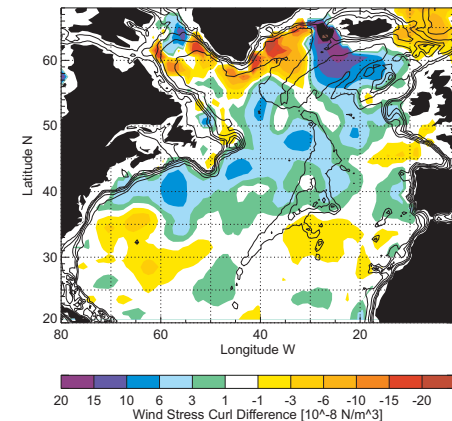 60
50
Latitude N
40
30
20
80 60 40 20
Longitude W
20 15 10 6 3 1 -1 -3 -6 -10 -15 -20
Wind Stress Curl Difference [10^-8 N/m^3]